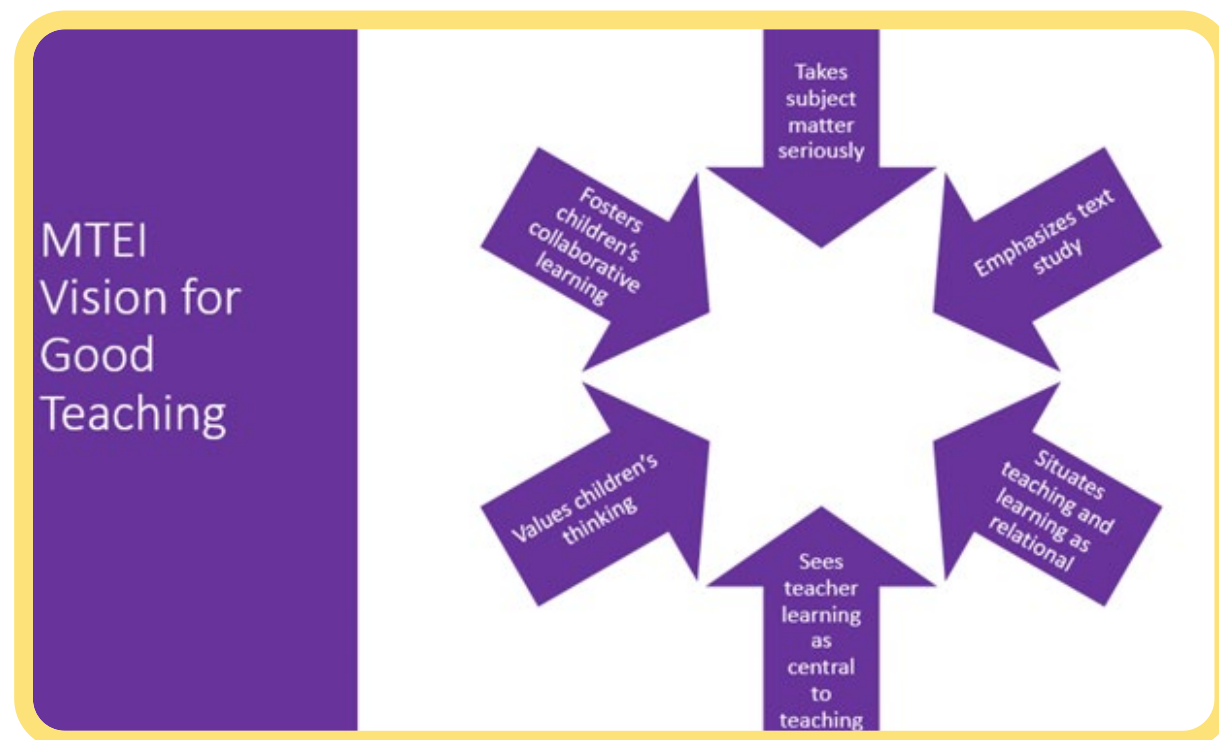 MTEI
Vision for
Good
Teaching
Takes
subject
matter
seriously
Emphasizes text
study
Situates
teaching and
learning as
relational
Sees
teacher
learning
as
central
to
teaching
Values children’s
thinking
Fosters
children’s
collaborative
learning